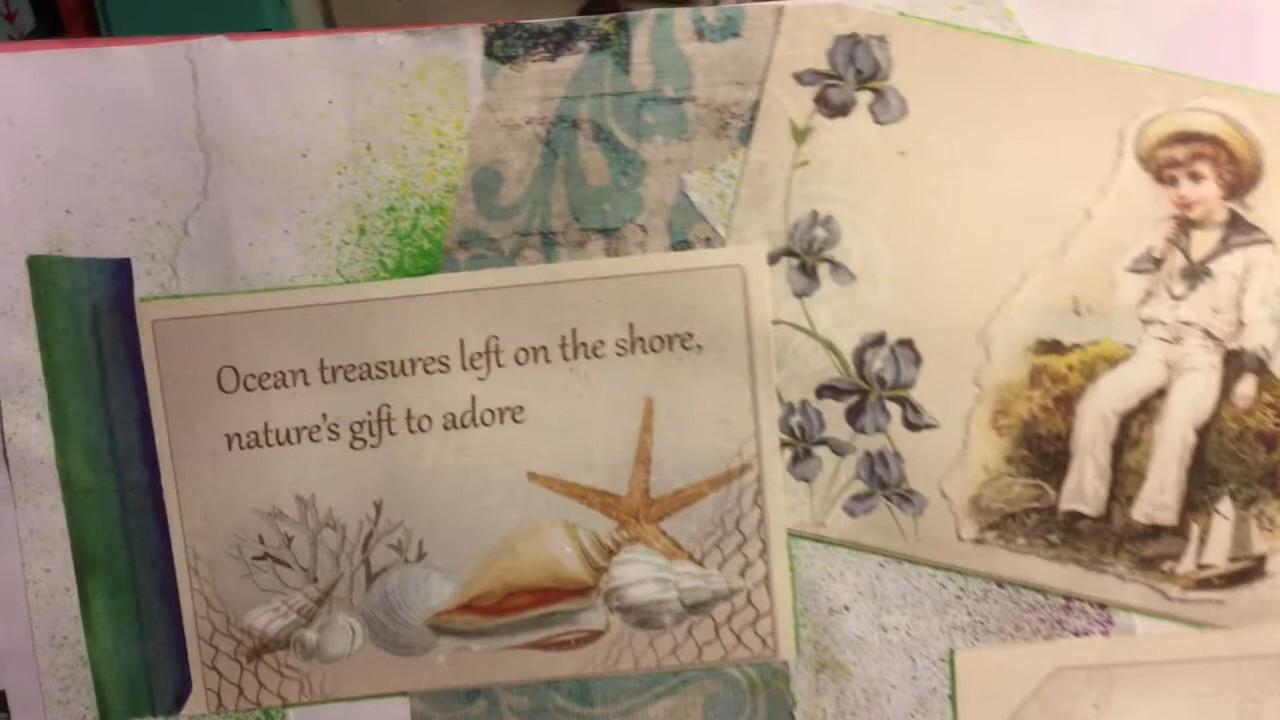 Ocean treasures left on the shore,
nature's gift to adore